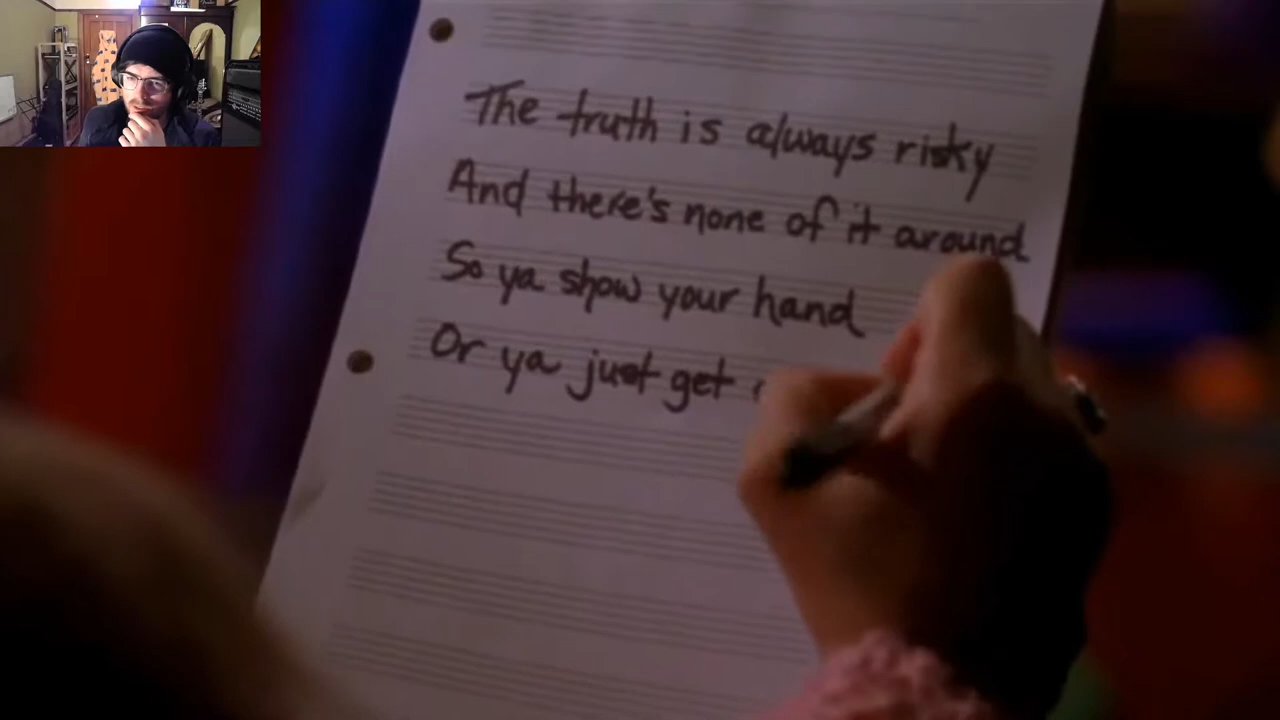 The truth is always risky
And there's none of it around
So ya show your hand
Or ya just get